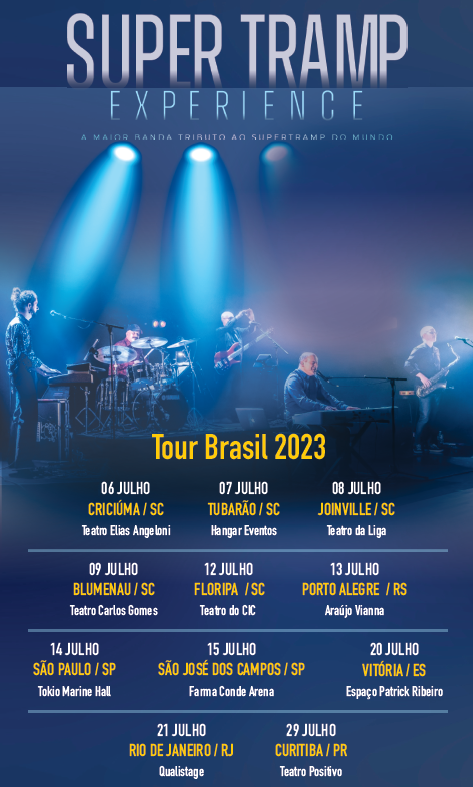 SUPER TRAMP
EXPERIENCE
A MAIOR BANDA TRIBUTO AO SUPERTRAMP DO MUNDO
Tour Brasil 2023
06 JULHO 07 JULHO 08 JULHO
CRICIÚMA / SC TUBARÃO / SC JOINVILLE / SC
Teatro Elias Angeloni Hangar Eventos Teatro da Liga
09 JULHO 12 JULHO 13 JULHO
BLUMENAU / SC FLORIPA / SC PORTO ALEGRE / RS
Teatro Carlos Gomes Teatro do CIC Araújo Vianna
14 JULHO 15 JULHO 20 JULHO
SÃO PAULO / SP SÃO JOSÉ DOS CAMPOS / SP VITÓRIA / ES
Tokio Marine Hall Farma Conde Arena Espaço Patrick Ribeiro
21 JULHO 29 JULHO
RIO DE JANEIRO / RJ CURITIBA / PR
Qualistage Teatro Positivo